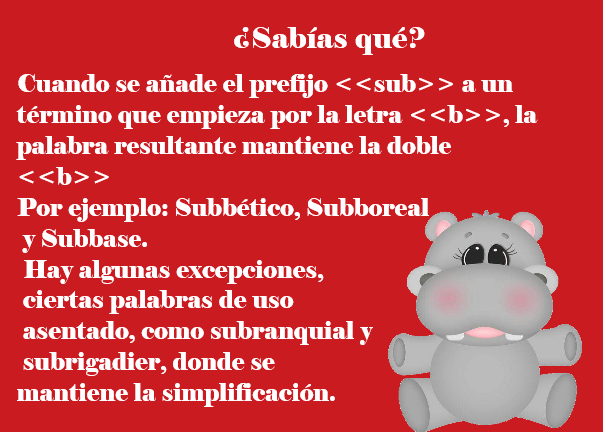 ¿Sabías qué?
Cuando se añade el prefijo <<sub>> a un
término que empieza por la letra <<b>>, la
palabra resultante mantiene la doble
<<b>>
Por ejemplo: Subbético, Subboreal
y Subbase.
Hay algunas excepciones,
ciertas palabras de uso
asentado, como subranquial y
subrigadier, donde se
mantiene la simplificación.